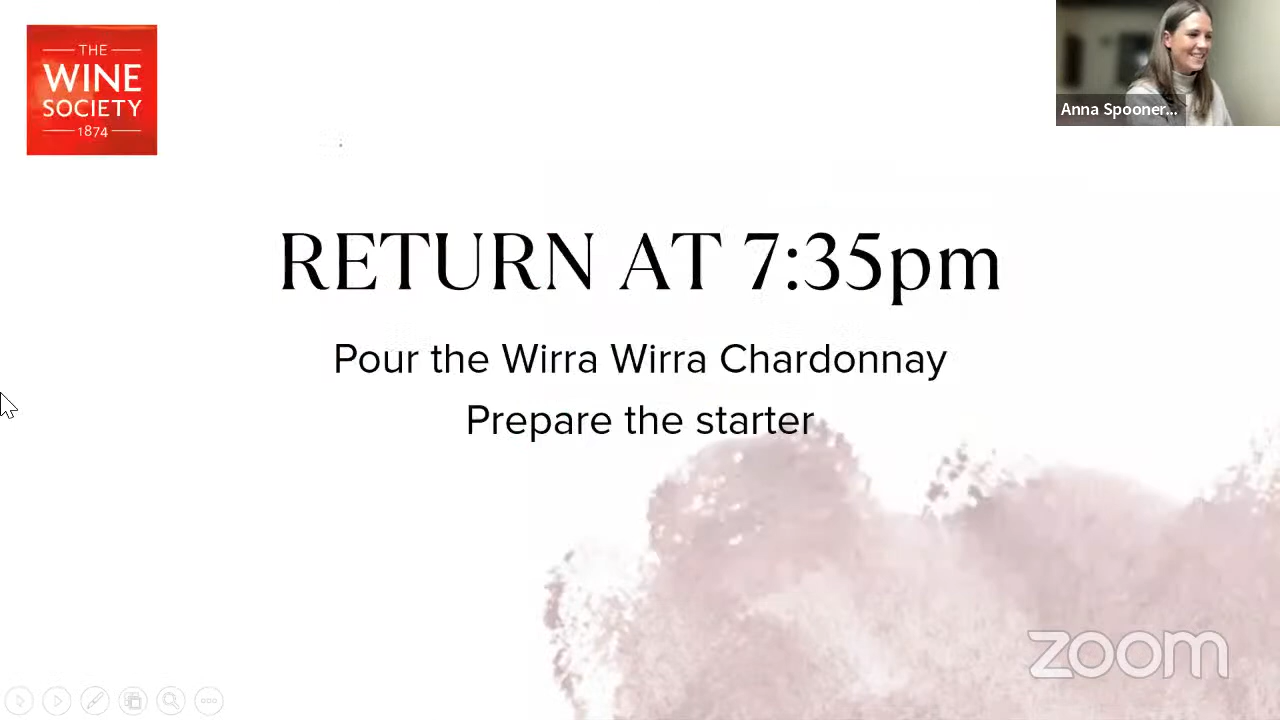 THE
WINE
SOCIETY
1874
Anna Spooner...
RETURN AT 7:35pm
Pour the Wirra Wirra Chardonnay
Prepare the starter
zoom